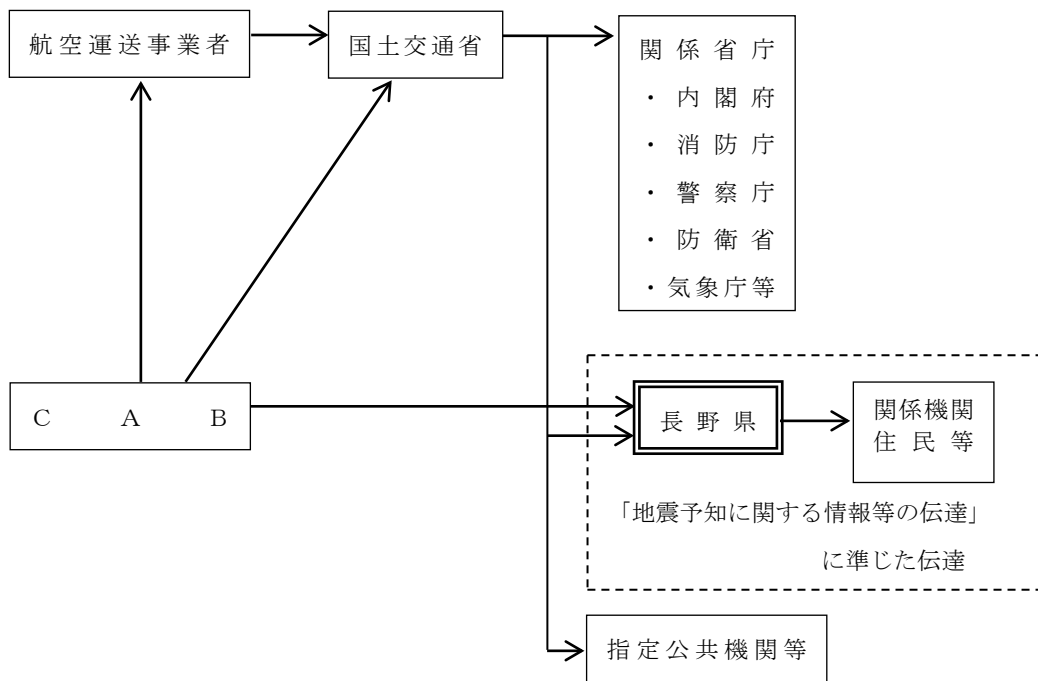 航空運送事業者
国土交通省
関係省庁
・内閣府
・消防庁
・警察庁
・防衛省
・気象庁等
C A B
長野県
関係機関
住民等
「地震予知に関する情報等の伝達」
に準じた伝達
指定公共機関等